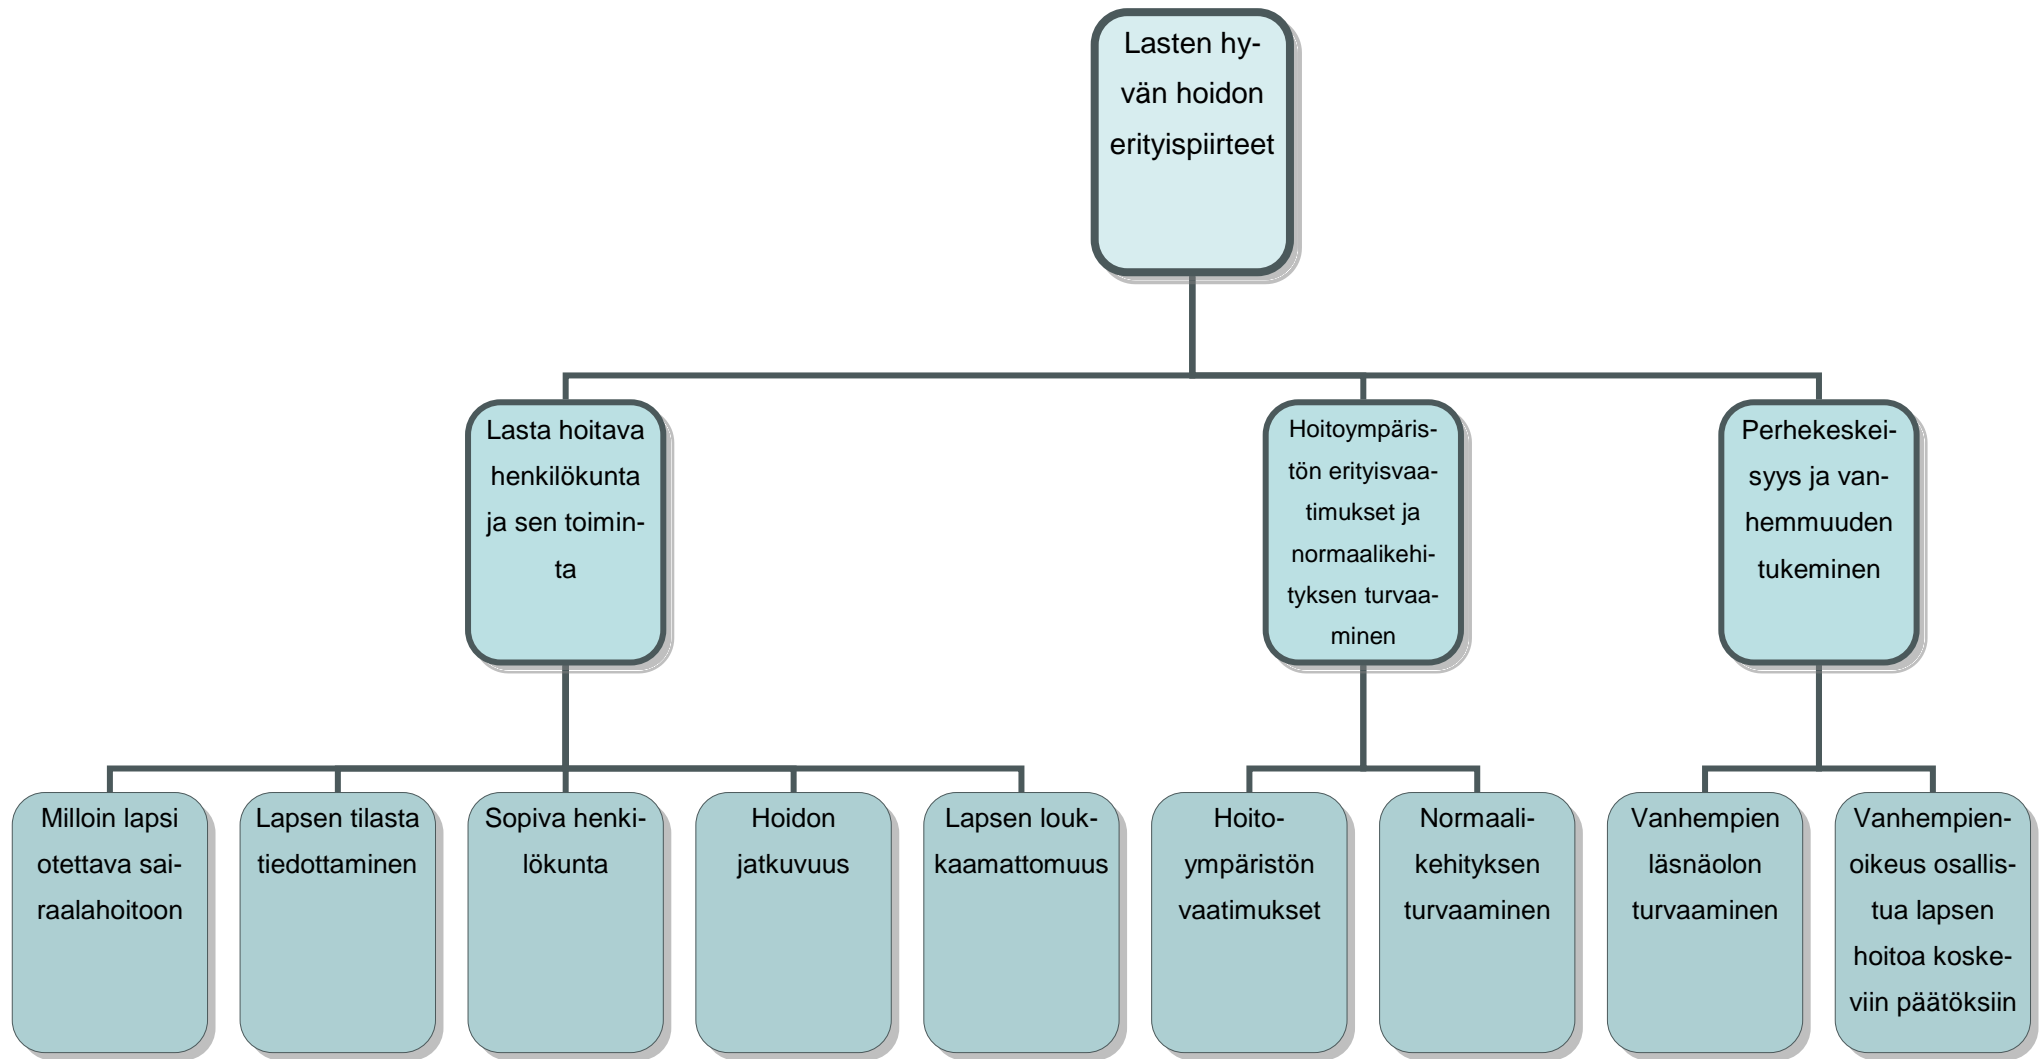 Lasten hy-
vän hoidon
erityispiirteet
Lasta hoitava
henkilökunta
ja sen toimin-
ta
Hoitoympäris-
tön erityisvaa-
timukset ja
normaalikehi-
tyksen turvaa-
minen
Perhekeskei-
syys ja van-
hemmuuden
tukeminen
Milloin lapsi
otettava sai-
raalahoitoon
Lapsen tilasta
tiedottaminen
Sopiva henki-
lökunta
Hoidon
jatkuvuus
Lapsen louk-
kaamattomuus
Hoito-
ympäristön
vaatimukset
Normaali-
kehityksen
turvaaminen
Vanhempien
läsnäolon
turvaaminen
Vanhempien-
oikeus osallis-
tua lapsen
hoitoa koske-
viin päätöksiin